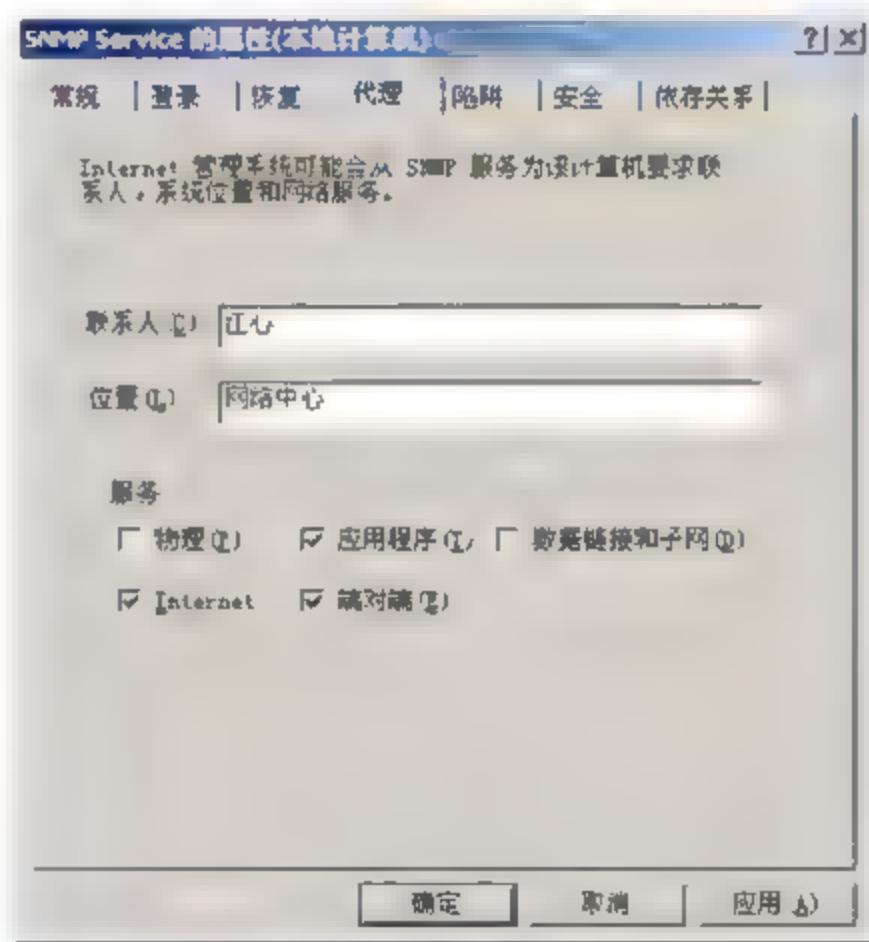 SNMP Service 的属性(本地计算机)
常规 登录 恢复 代理 陷阱 安全 依存关系
Internet 管理系统可能会从 SNMP 服务为该计算机要求联
系人，系统位置和网络服务。
联系人(C)
位置(L) 网络中心
服务
物理(P) 应用程序(A) 数据链接和子网(D)
Internet 端对端(E)
确定 取消 应用(A)